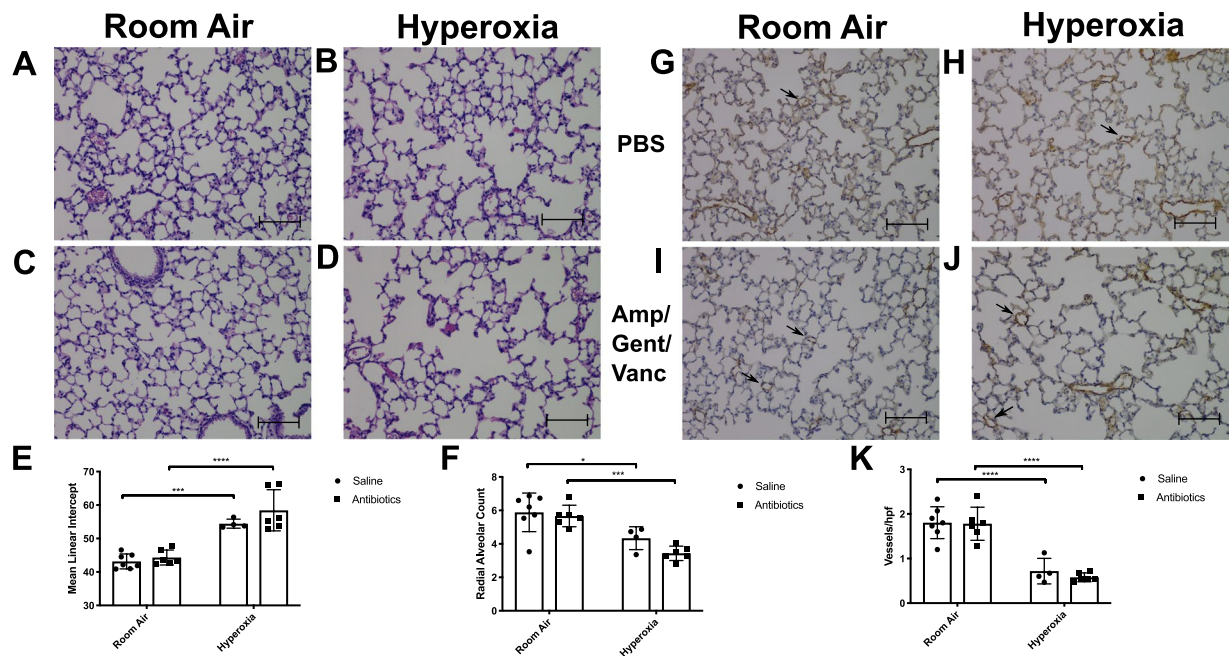 Room Air
Hyperoxia
Room Air
Hyperoxia
A
B
G
H
PBS
C
D
I
J
Amp/
Gent/
Vanc
E
70
60
50
40
30
Mean Linear Intercept
***
****
Saline
Antibiotics
Room Air
Hyperoxia
F
8
6
4
2
0
Radial Alveolar Count
*
***
Saline
Antibiotics
Room Air
Hyperoxia
K
3
2
1
0
Vessels/hpf
****
****
Saline
Antibiotics
Room Air
Hyperoxia